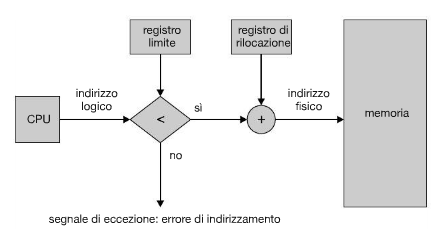 registro
limite
registro di
rilocazione
indirizzo
logico
indirizzo
fisico
CPU
<
sì
+
memoria
no
segnale di eccezione: errore di indirizzamento